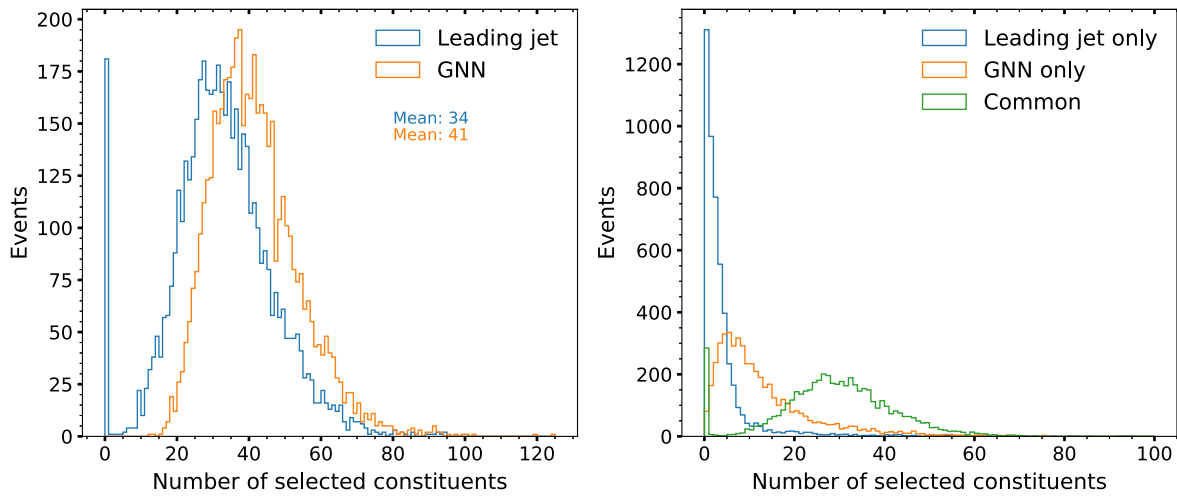 200
175
150
125
100
75
50
25
0
Events
Leading jet
GNN
Mean: 34
Mean: 41
0 20 40 60 80 100 120
Number of selected constituents
1200
1000
800
600
400
200
0
Events
Leading jet only
GNN only
Common
0 20 40 60 80 100
Number of selected constituents